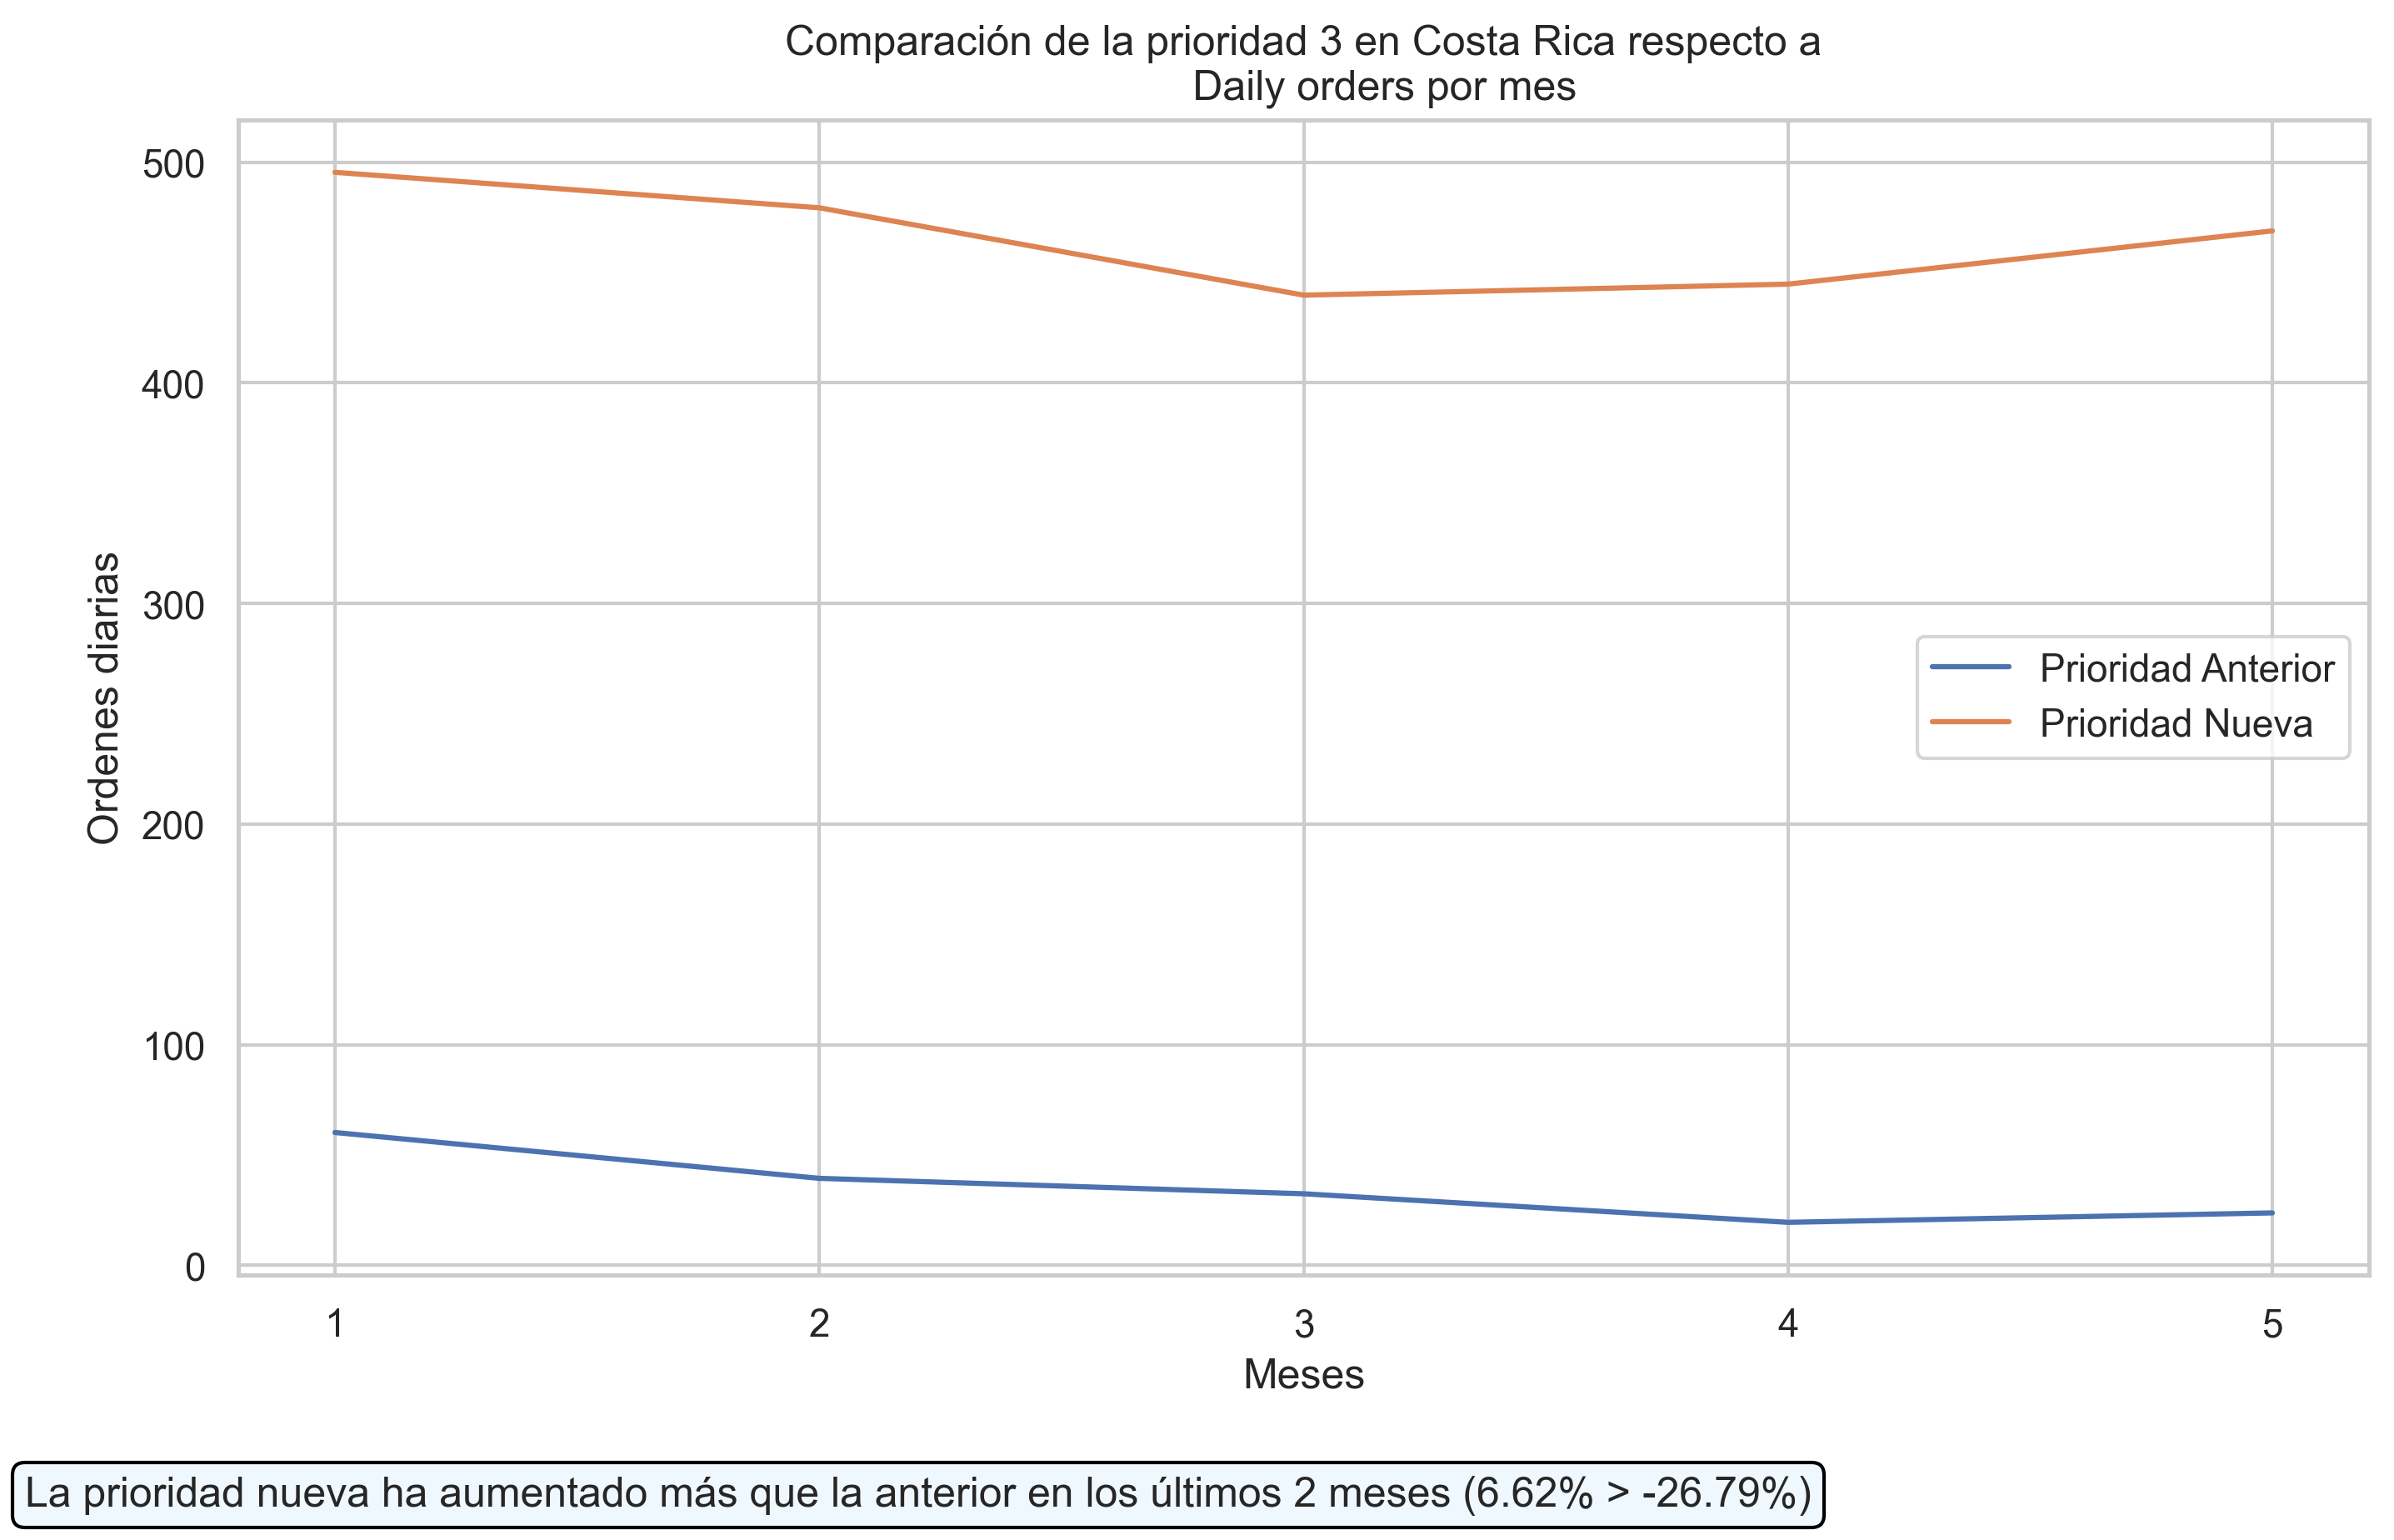 Comparación de la prioridad 3 en Costa Rica respecto a
Daily orders por mes
500
400
300
200
100
0
Ordenes diarias
Prioridad Anterior
Prioridad Nueva
1 2 3 4 5
Meses
La prioridad nueva ha aumentado más que la anterior en los últimos 2 meses (6.62% > -26.79%)